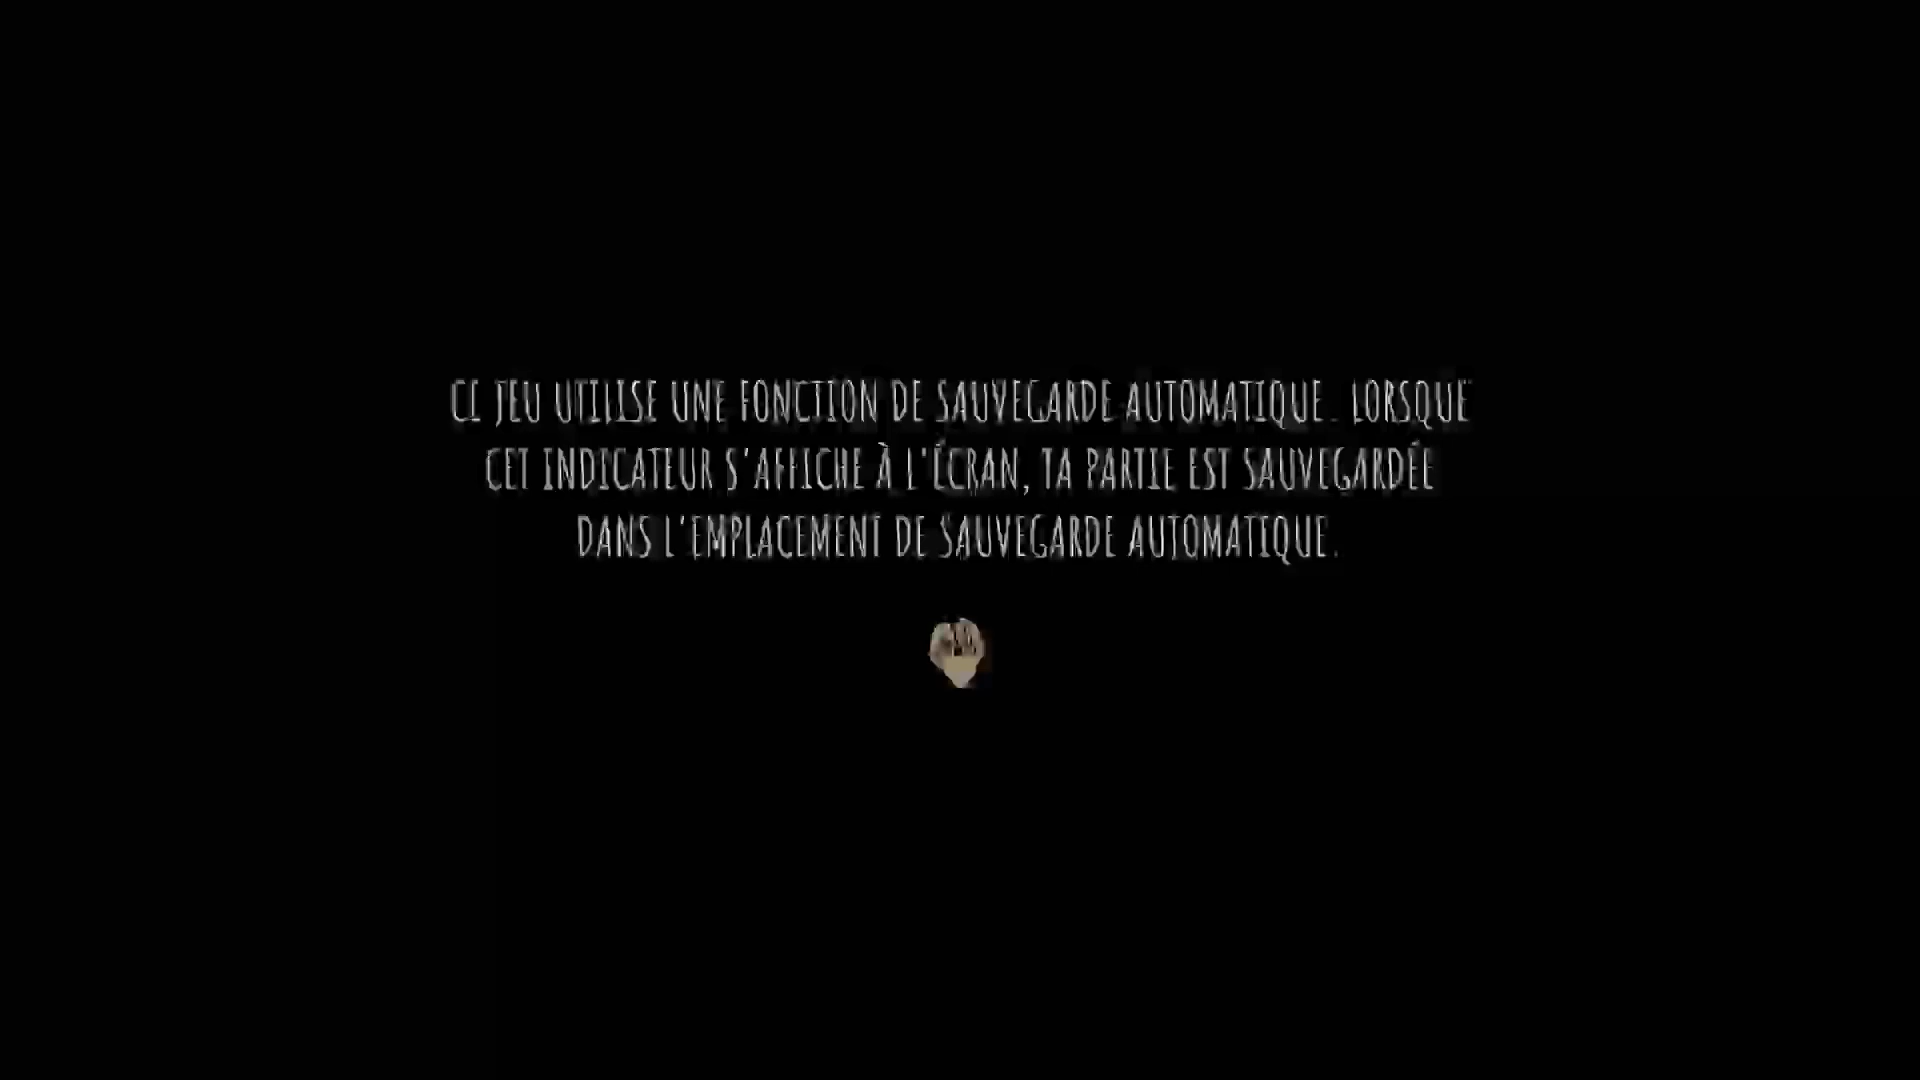 CE JEU UTILISE UNE FONCTION DE SAUVEGARDE AUTOMATIQUE. LORSQUE
CET INDICATEUR S'AFFICHE À L'ÉCRAN, TA PARTIE EST SAUVEGARDÉE
DANS L'EMPLACEMENT DE SAUVEGARDE AUTOMATIQUE.